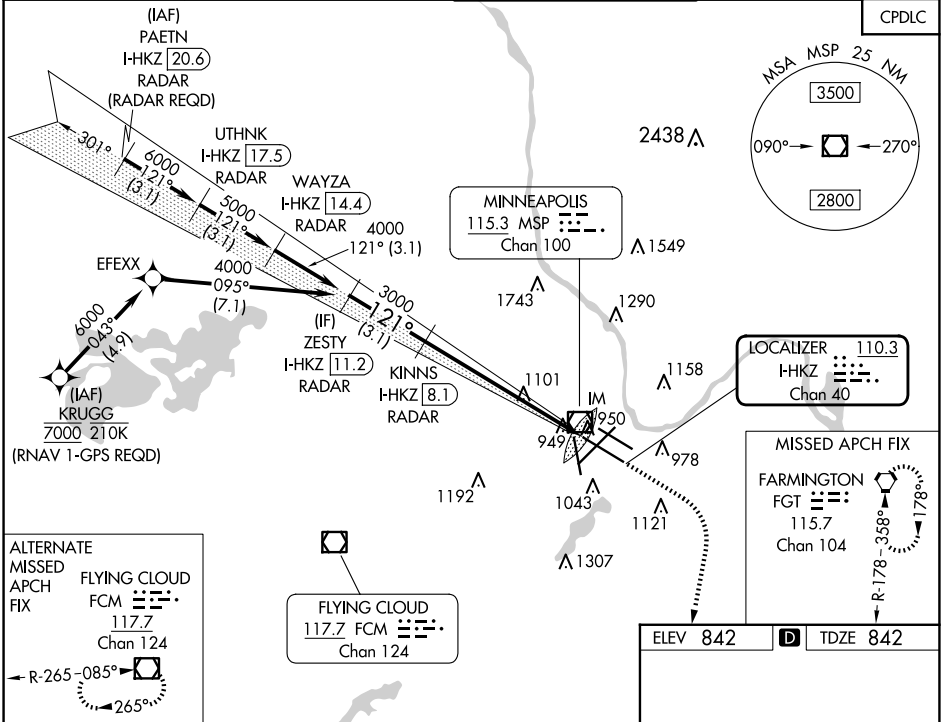 CPDLC
(IAF)
PAETN
I-HKZ 20.6
RADAR
(RADAR REQD)
301°
6000
121°
(3.1)
UTHNK
I-HKZ 17.5
RADAR
5000
121°
(3.1)
WAYZA
I-HKZ 14.4
RADAR
4000
121° (3.1)
MSA MSP 25 NM
3500
090°
270°
2800
2438
MINNEAPOLIS
115.3 MSP
Chan 100
1549
1743
1290
EFEXX
4000
095°
(7.1)
6000
043°
(4.9)
(IAF)
KRUGG
7000 210K
(RNAV 1-GPS REQD)
(IF)
ZESTY
I-HKZ 11.2
RADAR
3000
121°
(3.1)
KINNS
I-HKZ 8.1
RADAR
1101
1158
LOCALIZER 110.3
I-HKZ
Chan 40
IM
950
949
978
1192
1043
1121
1307
MISSED APCH FIX
FARMINGTON
FGT
115.7
Chan 104
178°
R-178
358°
ALTERNATE
MISSED
APCH
FIX
FLYING CLOUD
FCM
117.7
Chan 124
R-265
085°
265°
FLYING CLOUD
117.7 FCM
Chan 124
ELEV 842 D TDZE 842